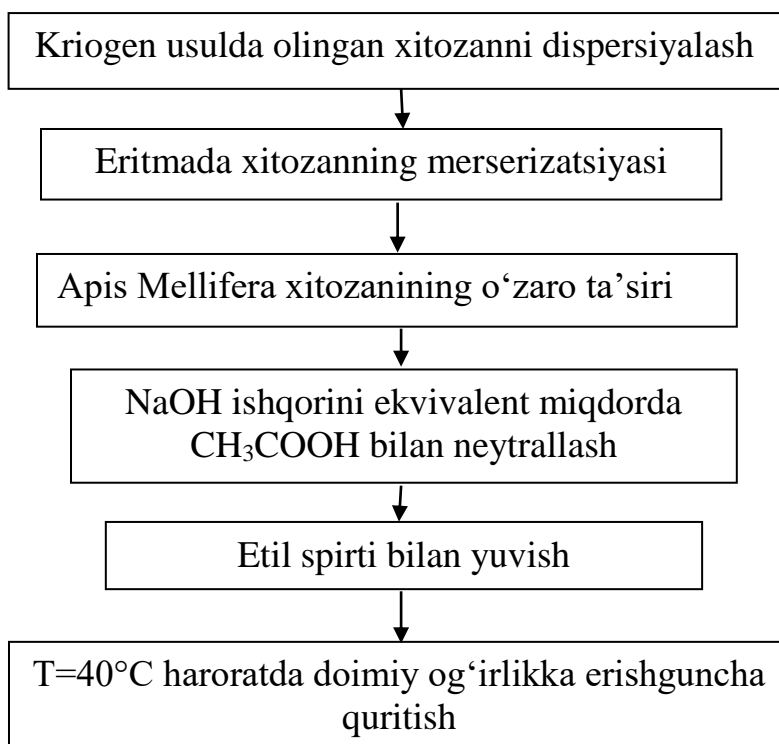 Kriogen usulda olingan xitozanni dispersiyalash
Eritmada xitozanning merserizatsiyasi
Apis Mellifera xitozanining o‘zaro ta’siri
NaOH ishqorini ekvivalent miqdorda
CH₃COOH bilan neytrallash
Etil spirti bilan yuvish
T=40°C haroratda doimiy og‘irlikka erishguncha
quritish